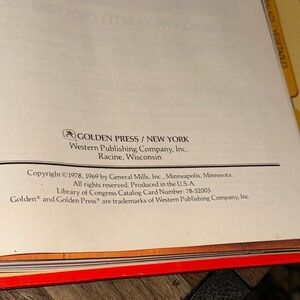 GOLDEN PRESS / NEW YORK
Western Publishing Company, Inc.
Racine, Wisconsin
Copyright ©1978, 1969 by General Mills, Inc., Minneapolis, Minnesota.
All rights reserved. Produced in the U.S.A.
Library of Congress Catalog Card Number: 78-52003
Golden® and Golden Press® are trademarks of Western Publishing Company, Inc.